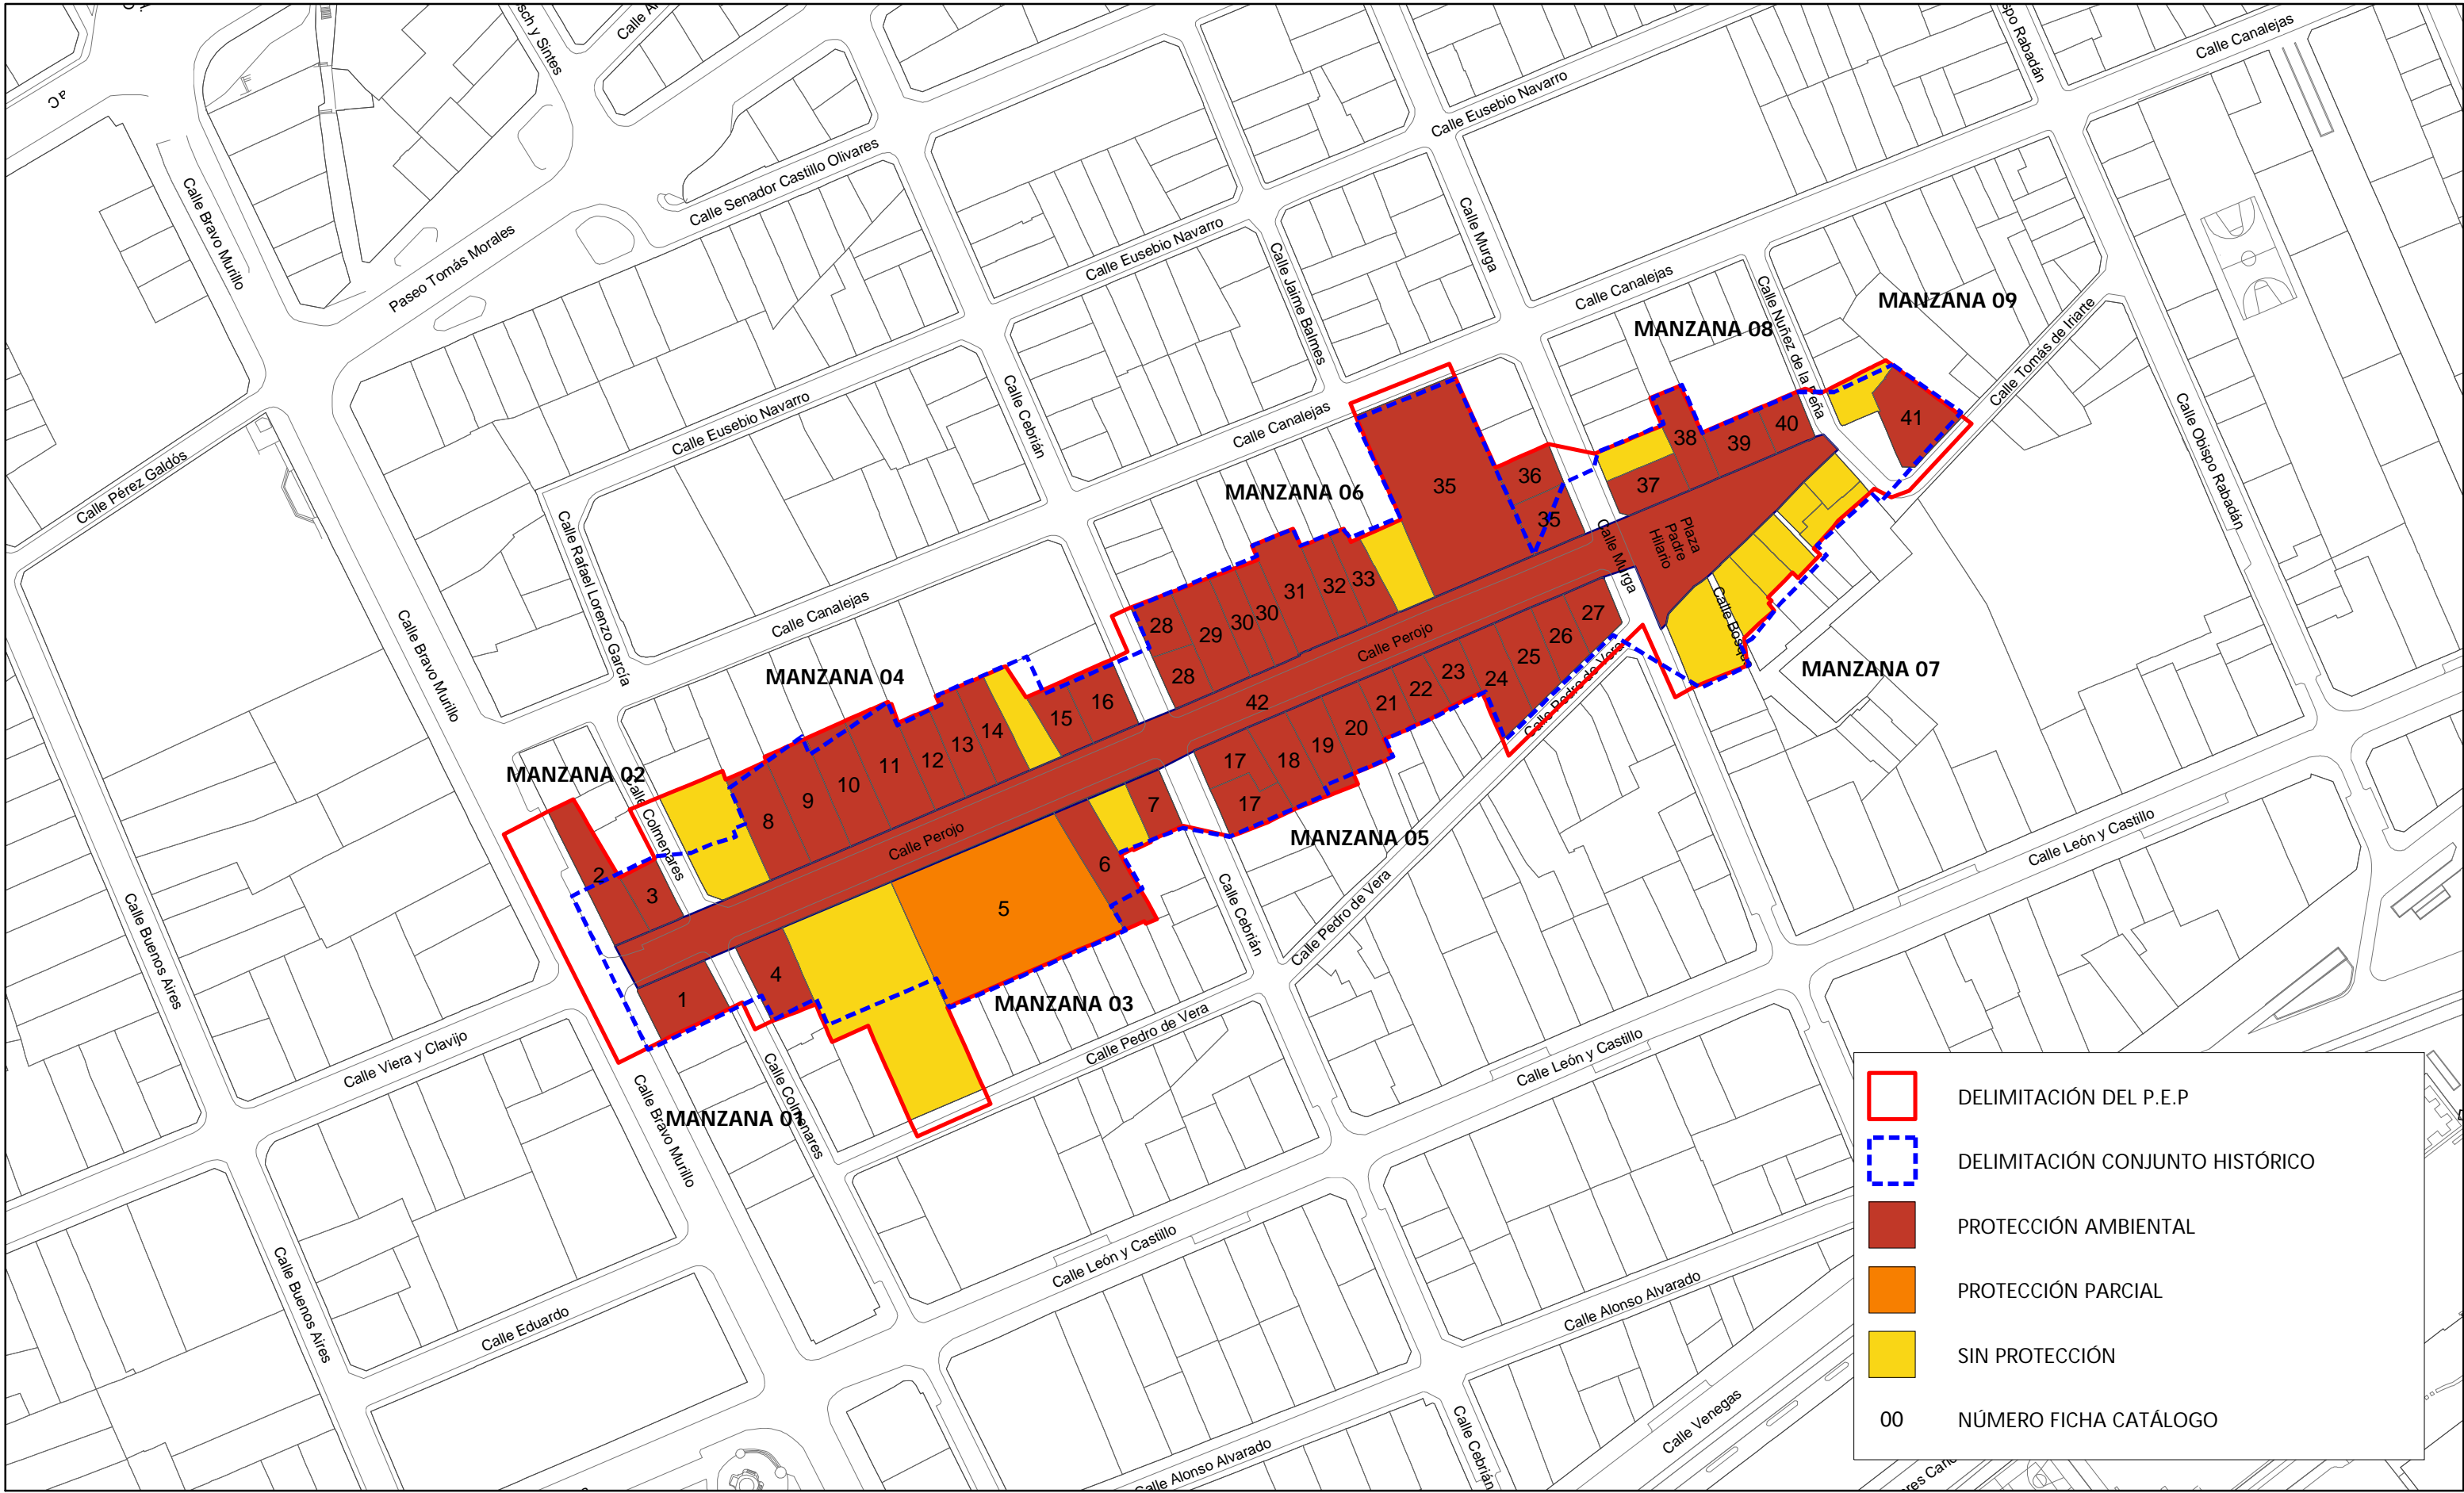 Calle Canalejas
Calle Eusebio Navarro
Calle Senador Castillo Olivares
Calle Bravo Murillo
Paseo Tomás Morales
Calle Eusebio Navarro
Calle Murga
Calle Jaime Balmes
Calle Canalejas
Calle Nuñez de la Peña
MANZANA 09
MANZANA 08
Calle Tomás de Iriarte
Calle Obispo Rabadán
Calle Pérez Galdós
Calle Eusebio Navarro
Calle Cebrián
Calle Canalejas
MANZANA 06
Calle Rafael Lorenzo García
Calle Canalejas
Calle Bravo Murillo
MANZANA 04
MANZANA 02
Calle Colmenares
41
40
39
38
37
36
35
35
Plaza
Padre
Hilario
Calle Murga
33
32
31
30
30
29
28
28
Calle Perojo
27
26
25
24
23
22
21
20
19
18
17
17
42
Calle Bosque
MANZANA 07
Calle Pedro de Vera
MANZANA 05
16
15
14
13
12
11
10
9
8
7
6
5
4
3
2
1
Calle Perojo
Calle Cebrián
Calle Pedro de Vera
MANZANA 03
Calle Pedro de Vera
Calle León y Castillo
Calle León y Castillo
Calle Buenos Aires
Calle Viera y Clavijo
Calle Bravo Murillo
MANZANA 01
Calle Colmenares
Calle León y Castillo
Calle Buenos Aires
Calle Eduardo
Calle Alonso Alvarado
Calle Alonso Alvarado
Calle Cebrián
Calle Venegas
DELIMITACIÓN DEL P.E.P
DELIMITACIÓN CONJUNTO HISTÓRICO
PROTECCIÓN AMBIENTAL
PROTECCIÓN PARCIAL
SIN PROTECCIÓN
00 NÚMERO FICHA CATÁLOGO